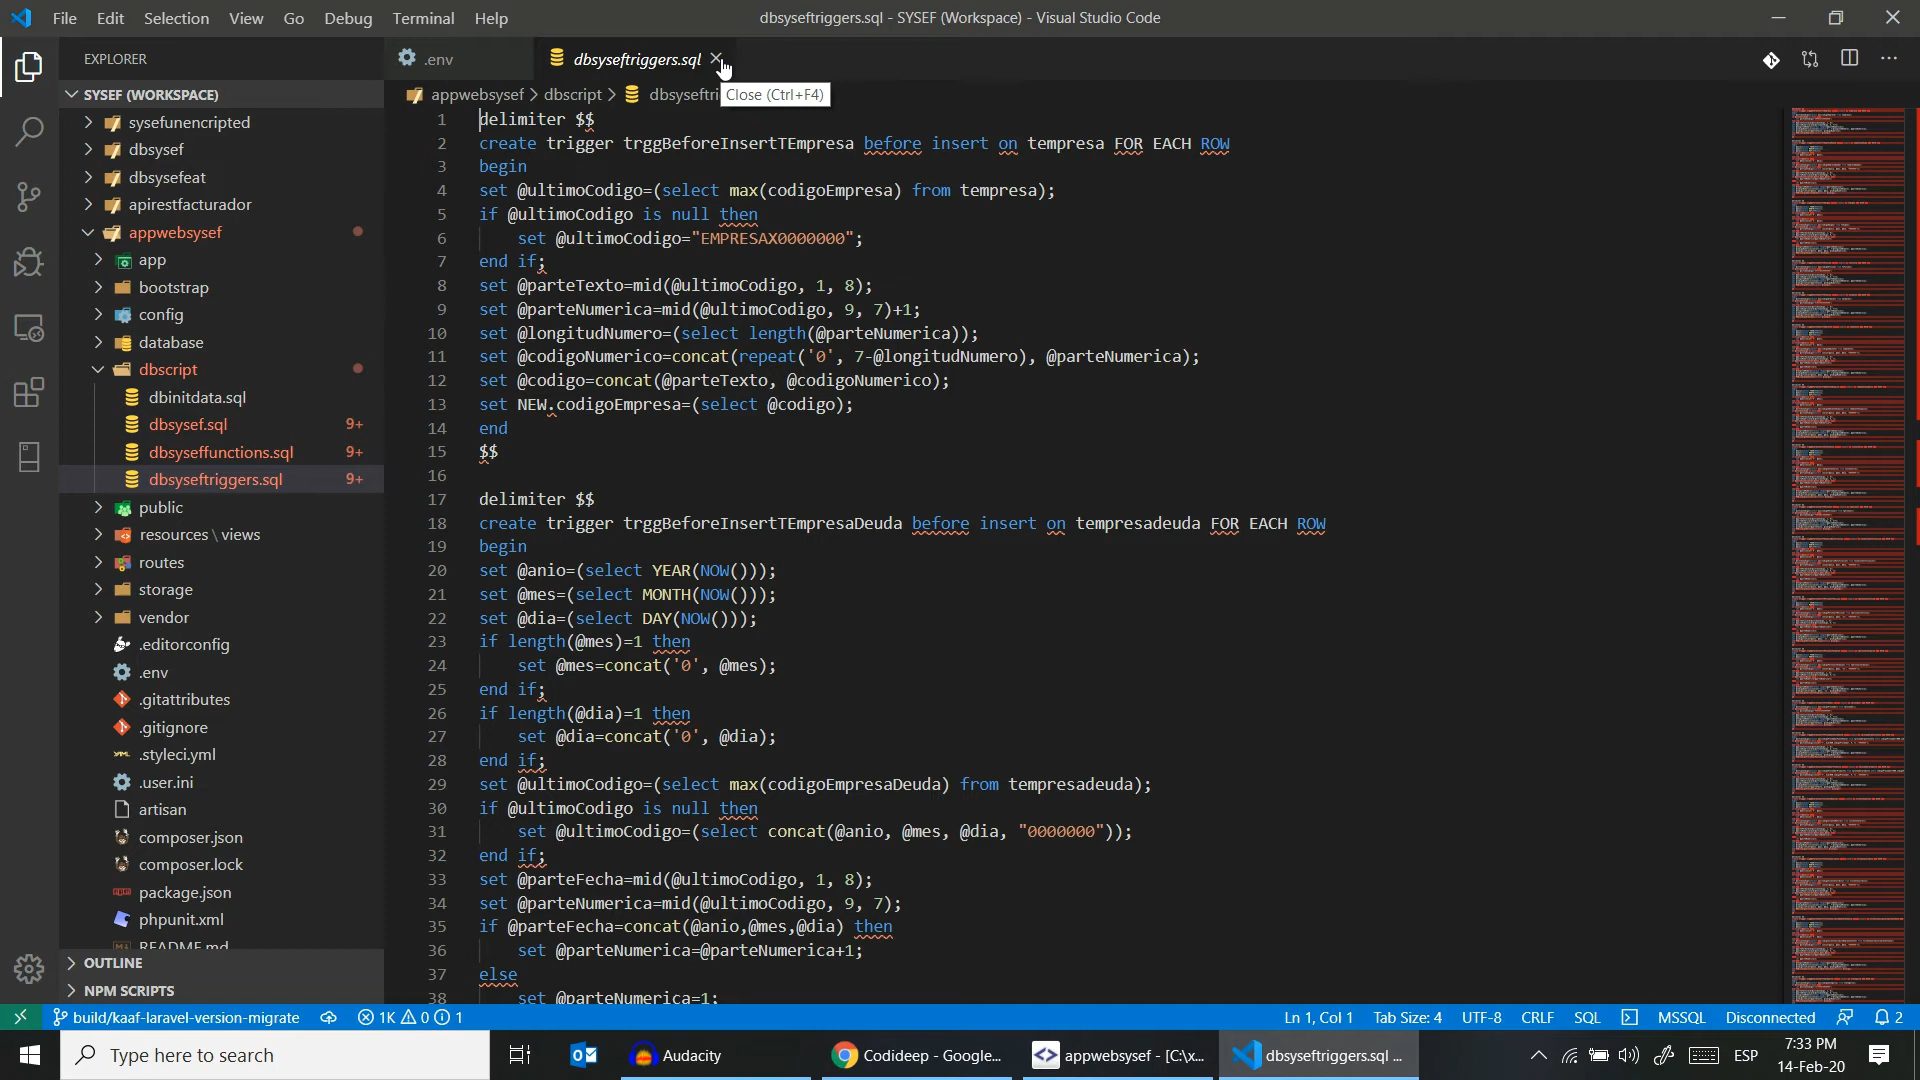 File Edit Selection View Go Debug Terminal Help
dbsyseftriggers.sql - SYSEF (Workspace) - Visual Studio Code
EXPLORER
SYSEF (WORKSPACE)
sysefunencripted
dbsysef
dbsysefeat
apirestfacturador
appwebsysef
app
bootstrap
config
database
dbscript
dbinitdata.sql
dbsysef.sql 9+
dbsyseffunctions.sql 9+
dbsyseftriggers.sql 9+
public
resources \ views
routes
storage
vendor
.editorconfig
.env
.gitattributes
.gitignore
.styleci.yml
.user.ini
artisan
composer.json
composer.lock
package.json
phpunit.xml
README.md
OUTLINE
NPM SCRIPTS
.env
dbsyseftriggers.sql
appwebsysef > dbscript > dbsyseftri
Close (Ctrl+F4)
1 delimiter $$
2 create trigger trggBeforeInsertTEmpresa before insert on tempresa FOR EACH ROW
3 begin
4 set @ultimoCodigo=(select max(codigoEmpresa) from tempresa);
5 if @ultimoCodigo is null then
6 set @ultimoCodigo="EMPRESAX0000000";
7 end if;
8 set @parteTexto=mid(@ultimoCodigo, 1, 8);
9 set @parteNumerica=mid(@ultimoCodigo, 9, 7)+1;
10 set @longitudNumero=(select length(@parteNumerica));
11 set @codigoNumerico=concat(repeat('0', 7-@longitudNumero), @parteNumerica);
12 set @codigo=concat(@parteTexto, @codigoNumerico);
13 set NEW.codigoEmpresa=(select @codigo);
14 end
15 $$
16
17 delimiter $$
18 create trigger trggBeforeInsertTEmpresaDeuda before insert on tempresadeuda FOR EACH ROW
19 begin
20 set @anio=(select YEAR(NOW()));
21 set @mes=(select MONTH(NOW()));
22 set @dia=(select DAY(NOW()));
23 if length(@mes)=1 then
24 set @mes=concat('0', @mes);
25 end if;
26 if length(@dia)=1 then
27 set @dia=concat('0', @dia);
28 end if;
29 set @ultimoCodigo=(select max(codigoEmpresaDeuda) from tempresadeuda);
30 if @ultimoCodigo is null then
31 set @ultimoCodigo=(select concat(@anio, @mes, @dia, "0000000"));
32 end if;
33 set @parteFecha=mid(@ultimoCodigo, 1, 8);
34 set @parteNumerica=mid(@ultimoCodigo, 9, 7);
35 if @parteFecha=concat(@anio,@mes,@dia) then
36 set @parteNumerica=@parteNumerica+1;
37 else
38 set @parteNumerica=1;
build/kaaf-laravel-version-migrate 1K 0 1
Ln 1, Col 1 Tab Size: 4 UTF-8 CRLF SQL MSSQL Disconnected 2
Type here to search
Audacity
Codideep - Google...
appwebsysef - [C:\x...
dbsyseftriggers.sql ...
ESP
7:33 PM
14-Feb-20